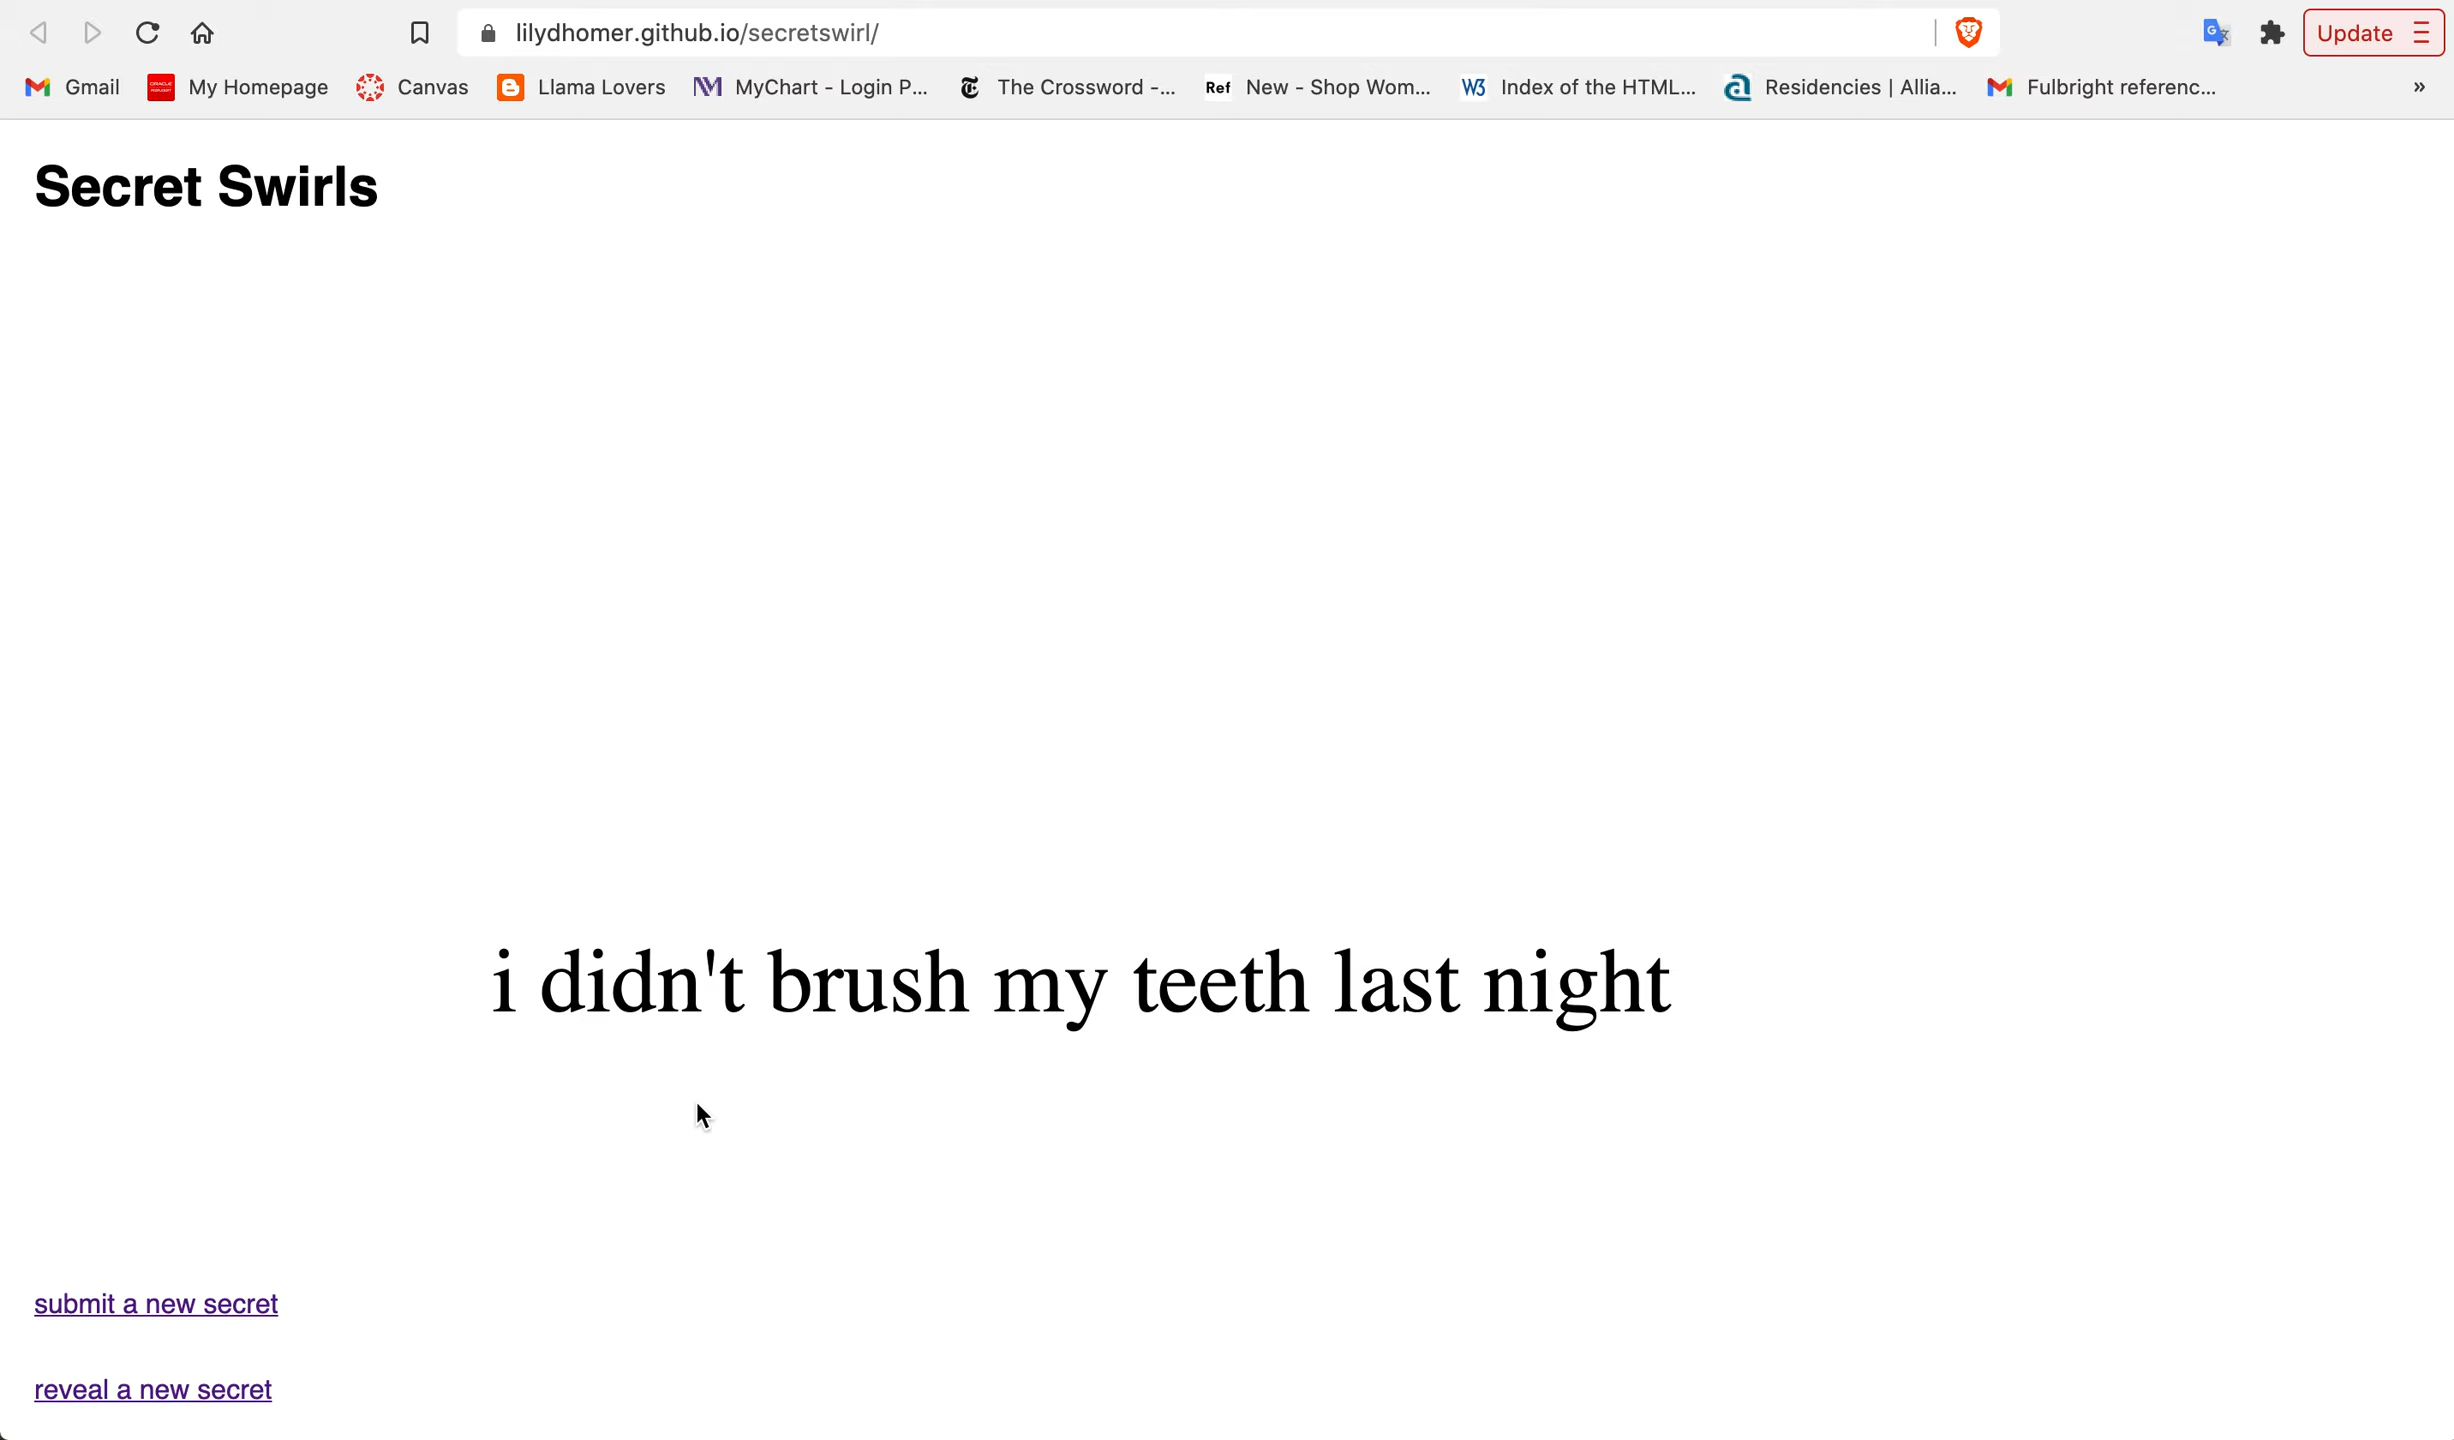 lilydhomer.github.io/secretswirl/
Update
Gmail
My Homepage
Canvas
Llama Lovers
MyChart - Login P...
The Crossword -...
Ref
New - Shop Wom...
W3
Index of the HTML...
Residencies | Allia...
Fulbright referenc...
»
Secret Swirls
i didn't brush my teeth last night
submit a new secret
reveal a new secret